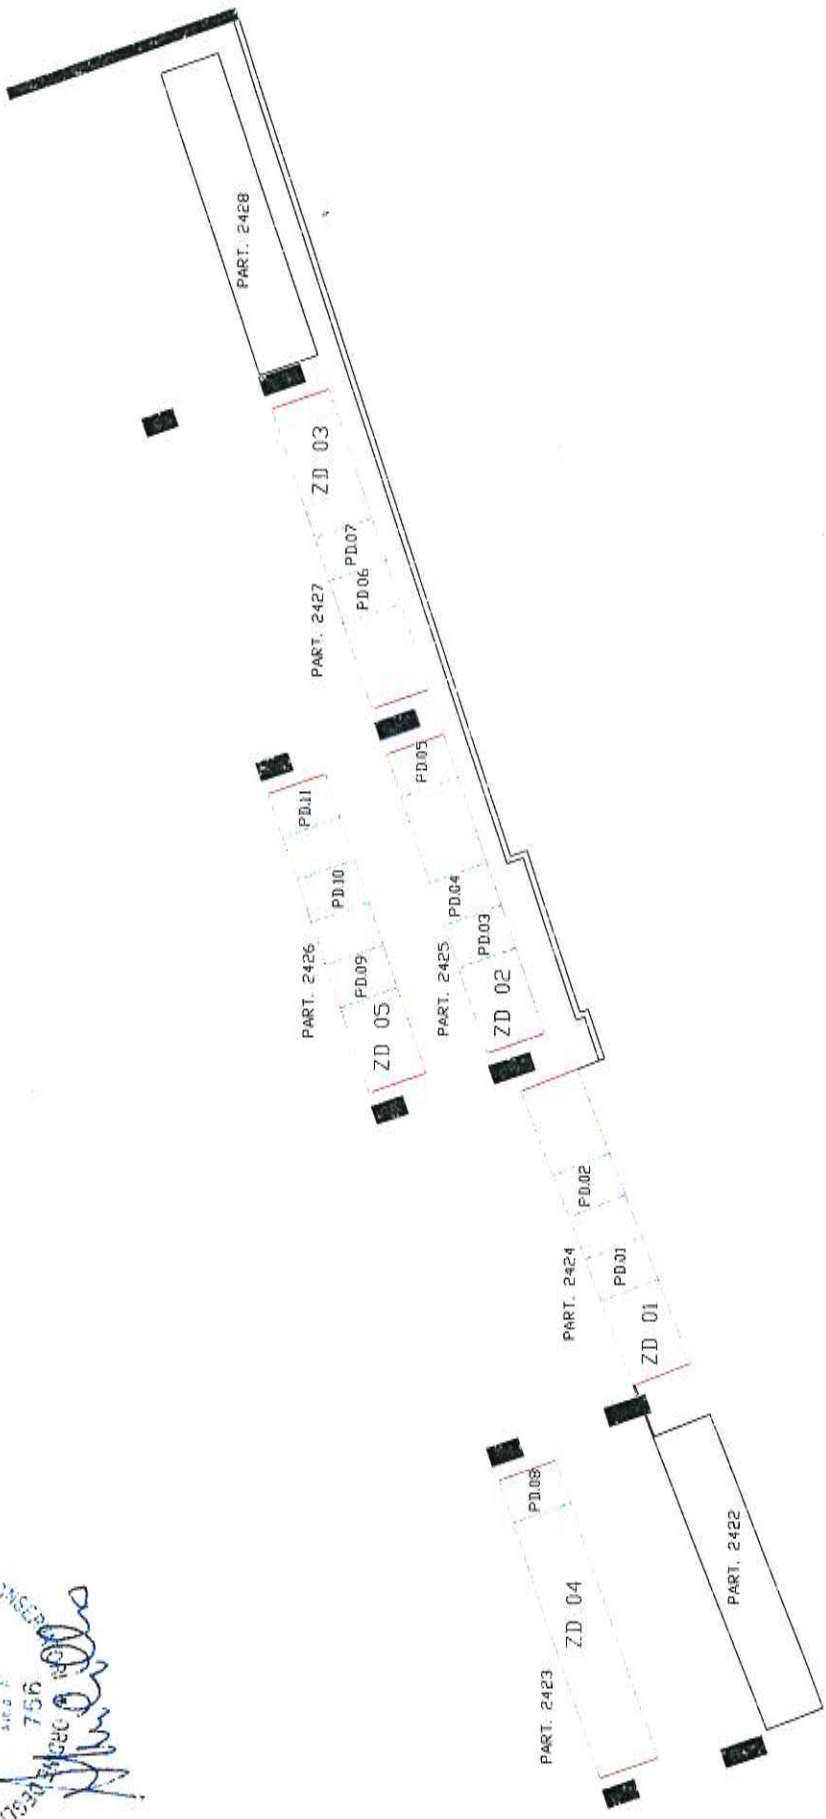 PART. 2428
ZD 03
PD.07
PD.06
PART. 2427
PD.05
PD.11
PD.10
PD.04
PART. 2426
PD.09
PD.03
PART. 2425
ZD 02
ZD 05
PD.02
PD.01
PART. 2424
ZD 01
PD.08
PART. 2422
ZD 04
PART. 2423
756